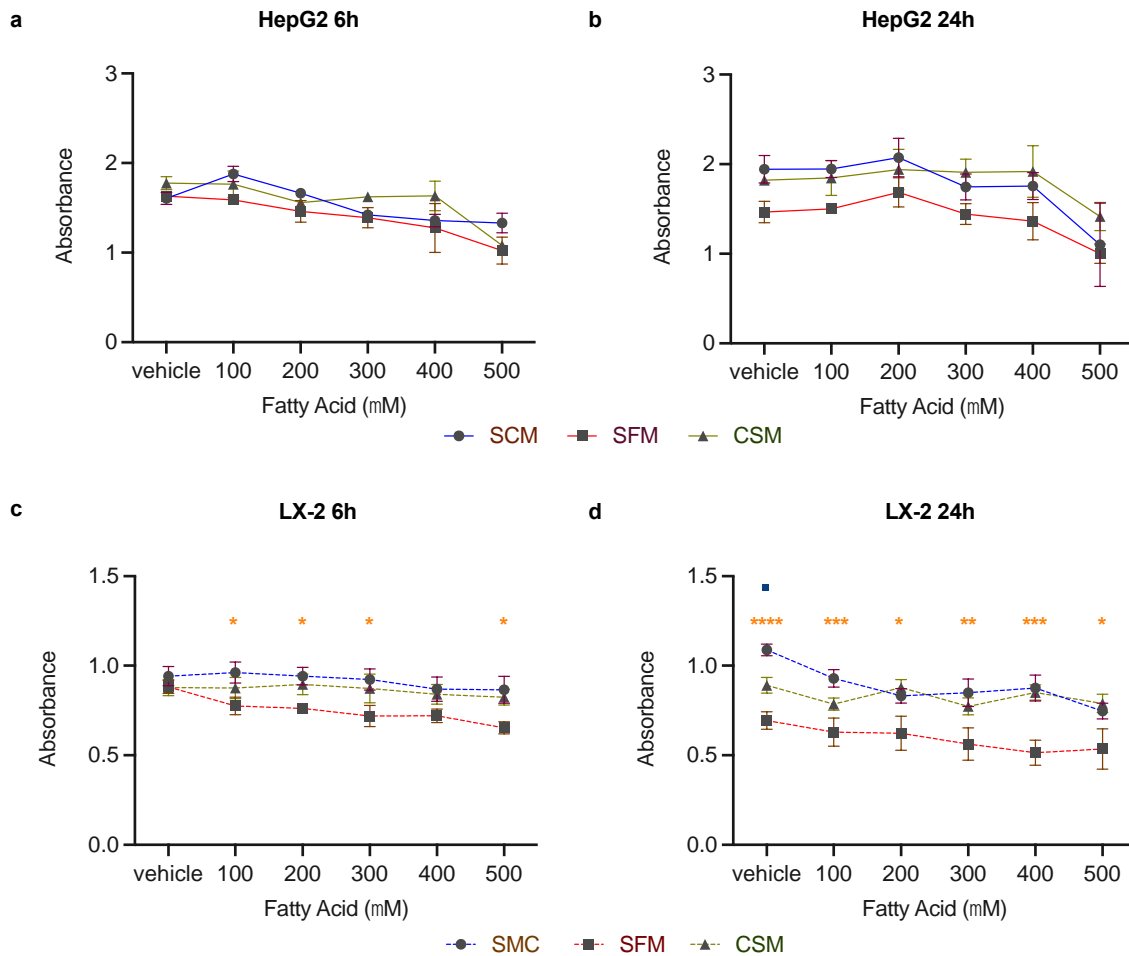 a HepG2 6h
b HepG2 24h
3
2
1
0
Absorbance
vehicle 100 200 300 400 500
Fatty Acid (mM)
3
2
1
0
Absorbance
vehicle 100 200 300 400 500
Fatty Acid (mM)
SCM SFM CSM
c LX-2 6h
d LX-2 24h
1.5
1.0
0.5
0.0
Absorbance
* * * *
vehicle 100 200 300 400 500
Fatty Acid (mM)
1.5
1.0
0.5
0.0
Absorbance
**** *** * ** *** *
vehicle 100 200 300 400 500
Fatty Acid (mM)
SMC SFM CSM